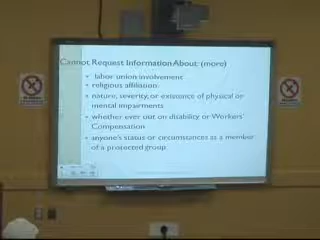 Cannot Request Information About: (more)
labor union involvement
religious affiliation
nature, severity, or existence of physical or
mental impairments
whether ever out on disability or Workers'
Compensation
anyone's status or circumstances as a member
of a protected group